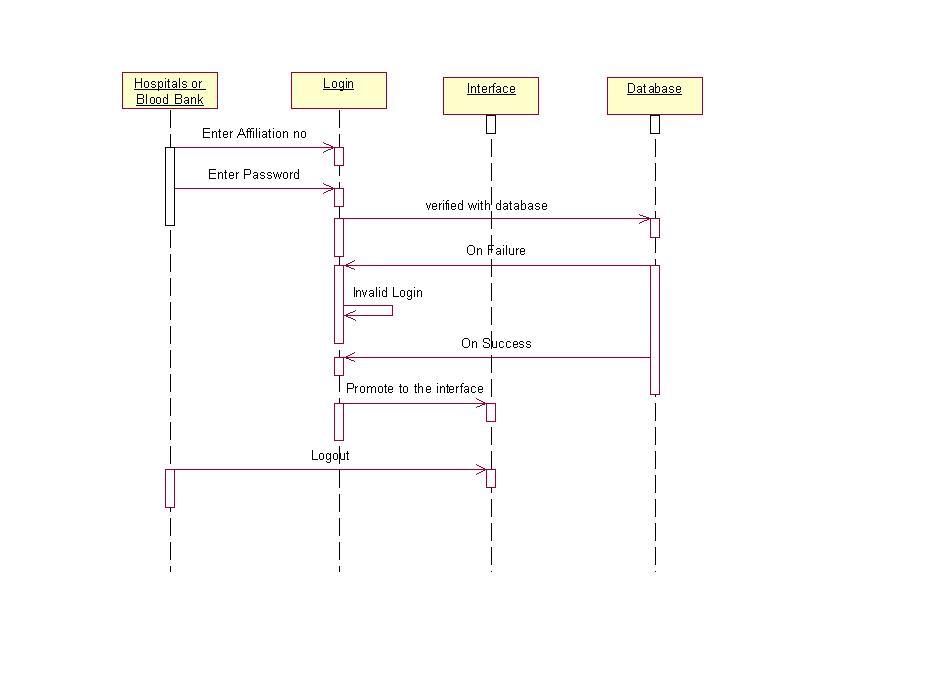 Hospitals or
Blood Bank
Login
Interface
Database
Enter Affiliation no
Enter Password
verified with database
On Failure
Invalid Login
On Success
Promote to the interface
Logout